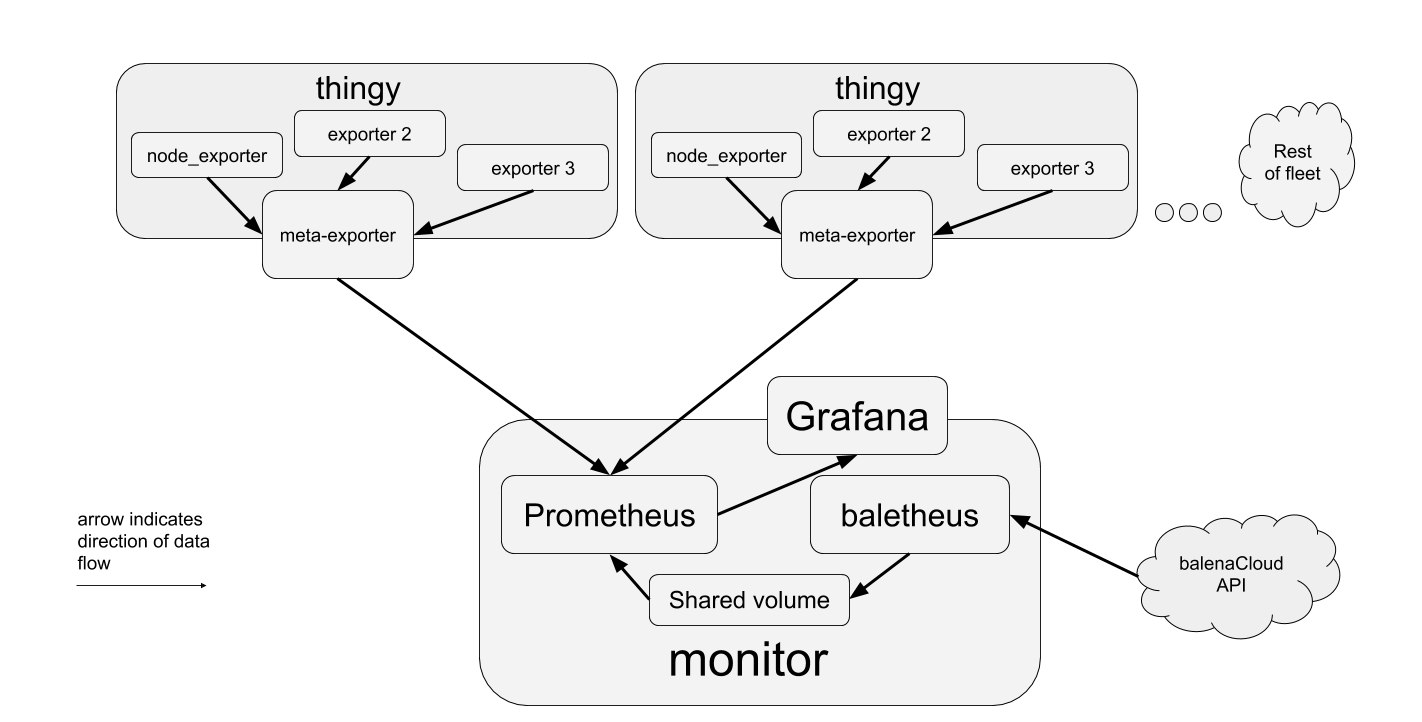 thingy
exporter 2
node_exporter
exporter 3
meta-exporter
thingy
exporter 2
node_exporter
exporter 3
meta-exporter
Rest
of fleet
Grafana
Prometheus
baletheus
Shared volume
monitor
arrow indicates
direction of data
flow
balenaCloud
API